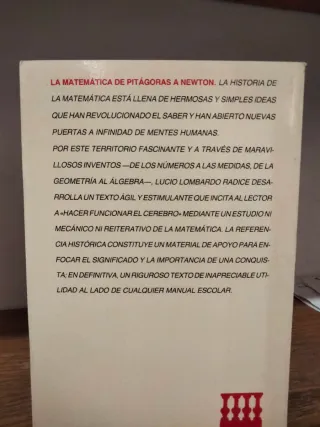 LA MATEMÁTICA DE PITÁGORAS A NEWTON. LA HISTORIA DE
LA MATEMÁTICA ESTÁ LLENA DE HERMOSAS Y SIMPLES IDEAS
QUE HAN REVOLUCIONADO EL SABER Y HAN ABIERTO NUEVAS
PUERTAS A INFINIDAD DE MENTES HUMANAS.
POR ESTE TERRITORIO FASCINANTE Y A TRAVÉS DE MARAVI-
LLOSOS INVENTOS —DE LOS NÚMEROS A LAS MEDIDAS, DE LA
GEOMETRÍA AL ÁLGEBRA—, LUCIO LOMBARDO RADICE DESA-
RROLLA UN TEXTO ÁGIL Y ESTIMULANTE QUE INCITA AL LECTOR
A «HACER FUNCIONAR EL CEREBRO» MEDIANTE UN ESTUDIO NI
MECÁNICO NI REITERATIVO DE LA MATEMÁTICA. LA REFEREN-
CIA HISTÓRICA CONSTITUYE UN MATERIAL DE APOYO PARA EN-
FOCAR EL SIGNIFICADO Y LA IMPORTANCIA DE UNA CONQUIS-
TA; EN DEFINITIVA, UN RIGUROSO TEXTO DE INAPRECIABLE UTI-
LIDAD AL LADO DE CUALQUIER MANUAL ESCOLAR.